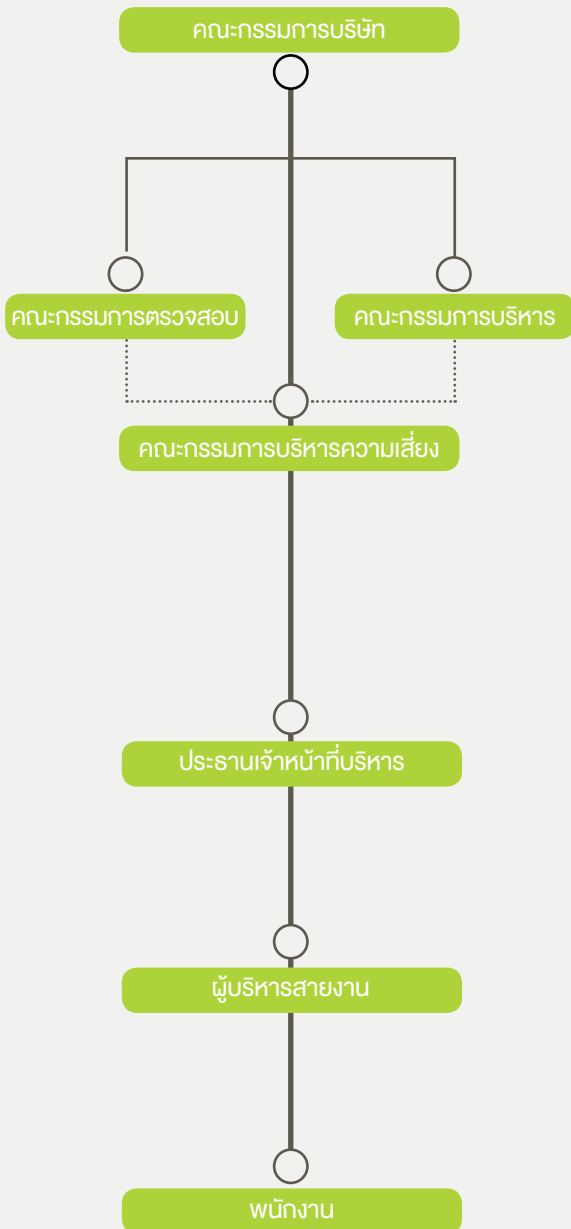 คณะกรรมการบริษัท
คณะกรรมการตรวจสอบ
คณะกรรมการบริหาร
คณะกรรมการบริหารความเสี่ยง
ประธานเจ้าหน้าที่บริหาร
ผู้บริหารสายงาน
พนักงาน